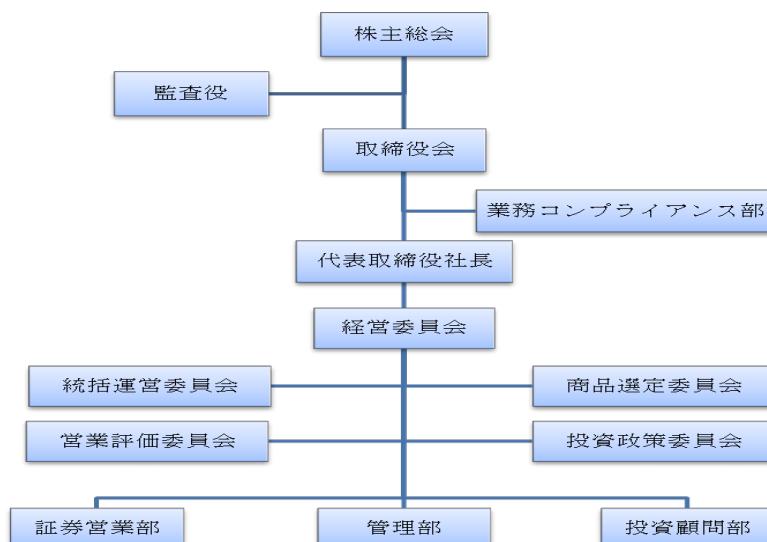 株主総会
監査役
取締役会
業務コンプライアンス部
代表取締役社長
経営委員会
統括運営委員会
商品選定委員会
営業評価委員会
投資政策委員会
証券営業部
管理部
投資顧問部